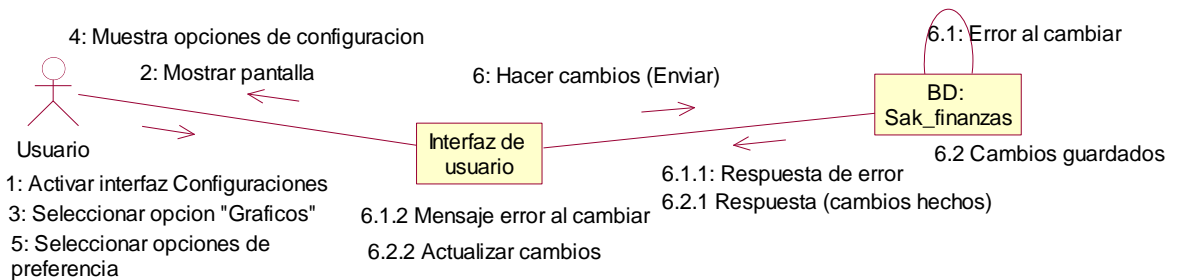 4: Muestra opciones de configuracion
2: Mostrar pantalla
6: Hacer cambios (Enviar)
6.1: Error al cambiar
BD:
Sak_finanzas
Usuario
Interfaz de
usuario
6.2 Cambios guardados
1: Activar interfaz Configuraciones
3: Seleccionar opcion "Graficos"
5: Seleccionar opciones de
preferencia
6.1.1: Respuesta de error
6.2.1 Respuesta (cambios hechos)
6.1.2 Mensaje error al cambiar
6.2.2 Actualizar cambios